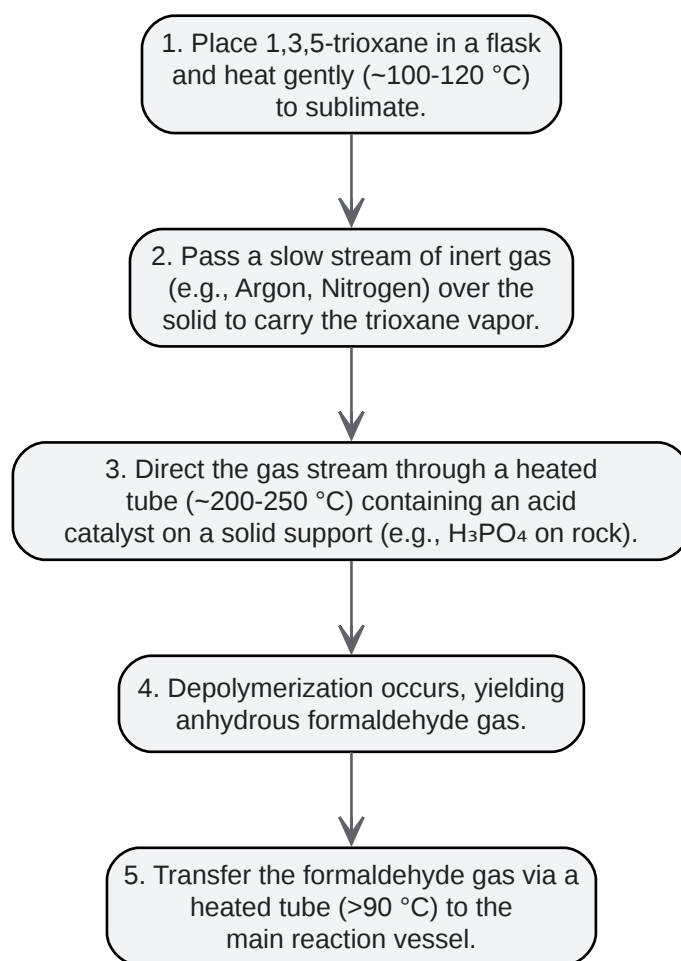 1. Place 1,3,5-trioxane in a flask
and heat gently (~100-120 °C)
to sublimate.
2. Pass a slow stream of inert gas
(e.g., Argon, Nitrogen) over the
solid to carry the trioxane vapor.
3. Direct the gas stream through a heated
tube (~200-250 °C) containing an acid
catalyst on a solid support (e.g., H₃PO₄ on rock).
4. Depolymerization occurs, yielding
anhydrous formaldehyde gas.
5. Transfer the formaldehyde gas via a
heated tube (>90 °C) to the
main reaction vessel.